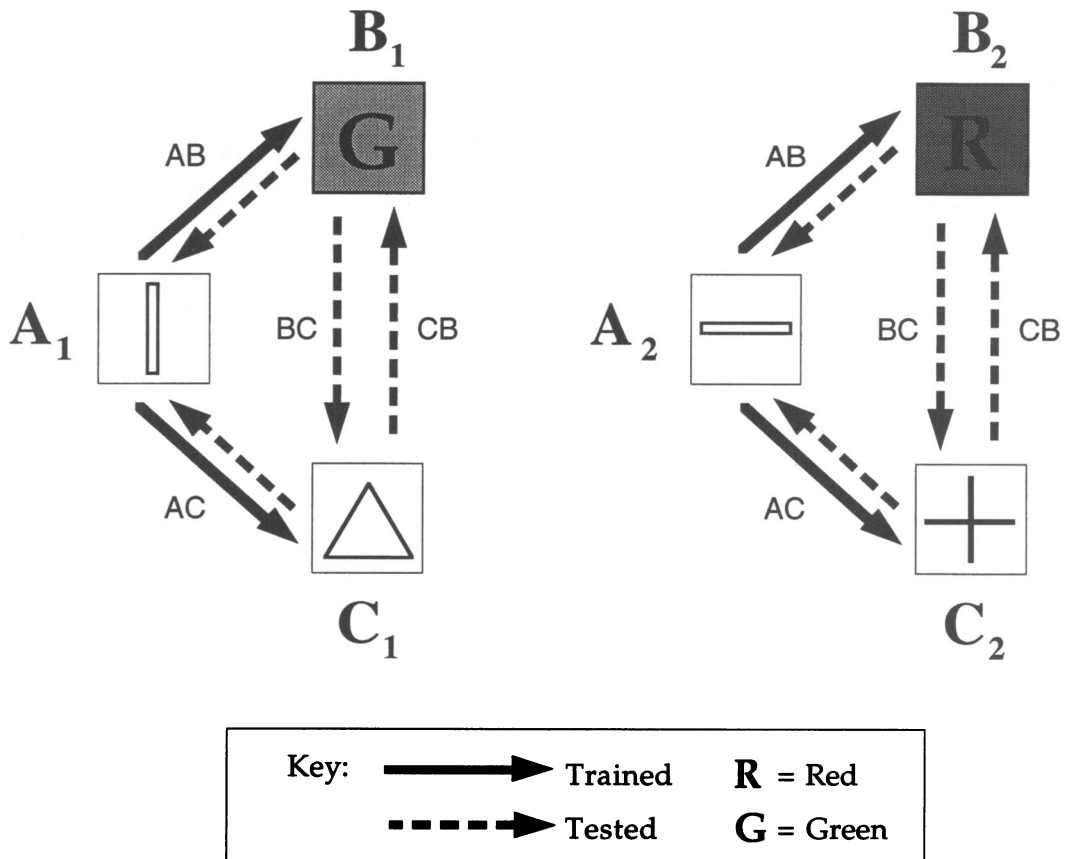 B1
G
AB
A1
BC
CB
AC
C1
B2
R
AB
A2
BC
CB
AC
C2
Key:
Trained
R = Red
Tested
G = Green